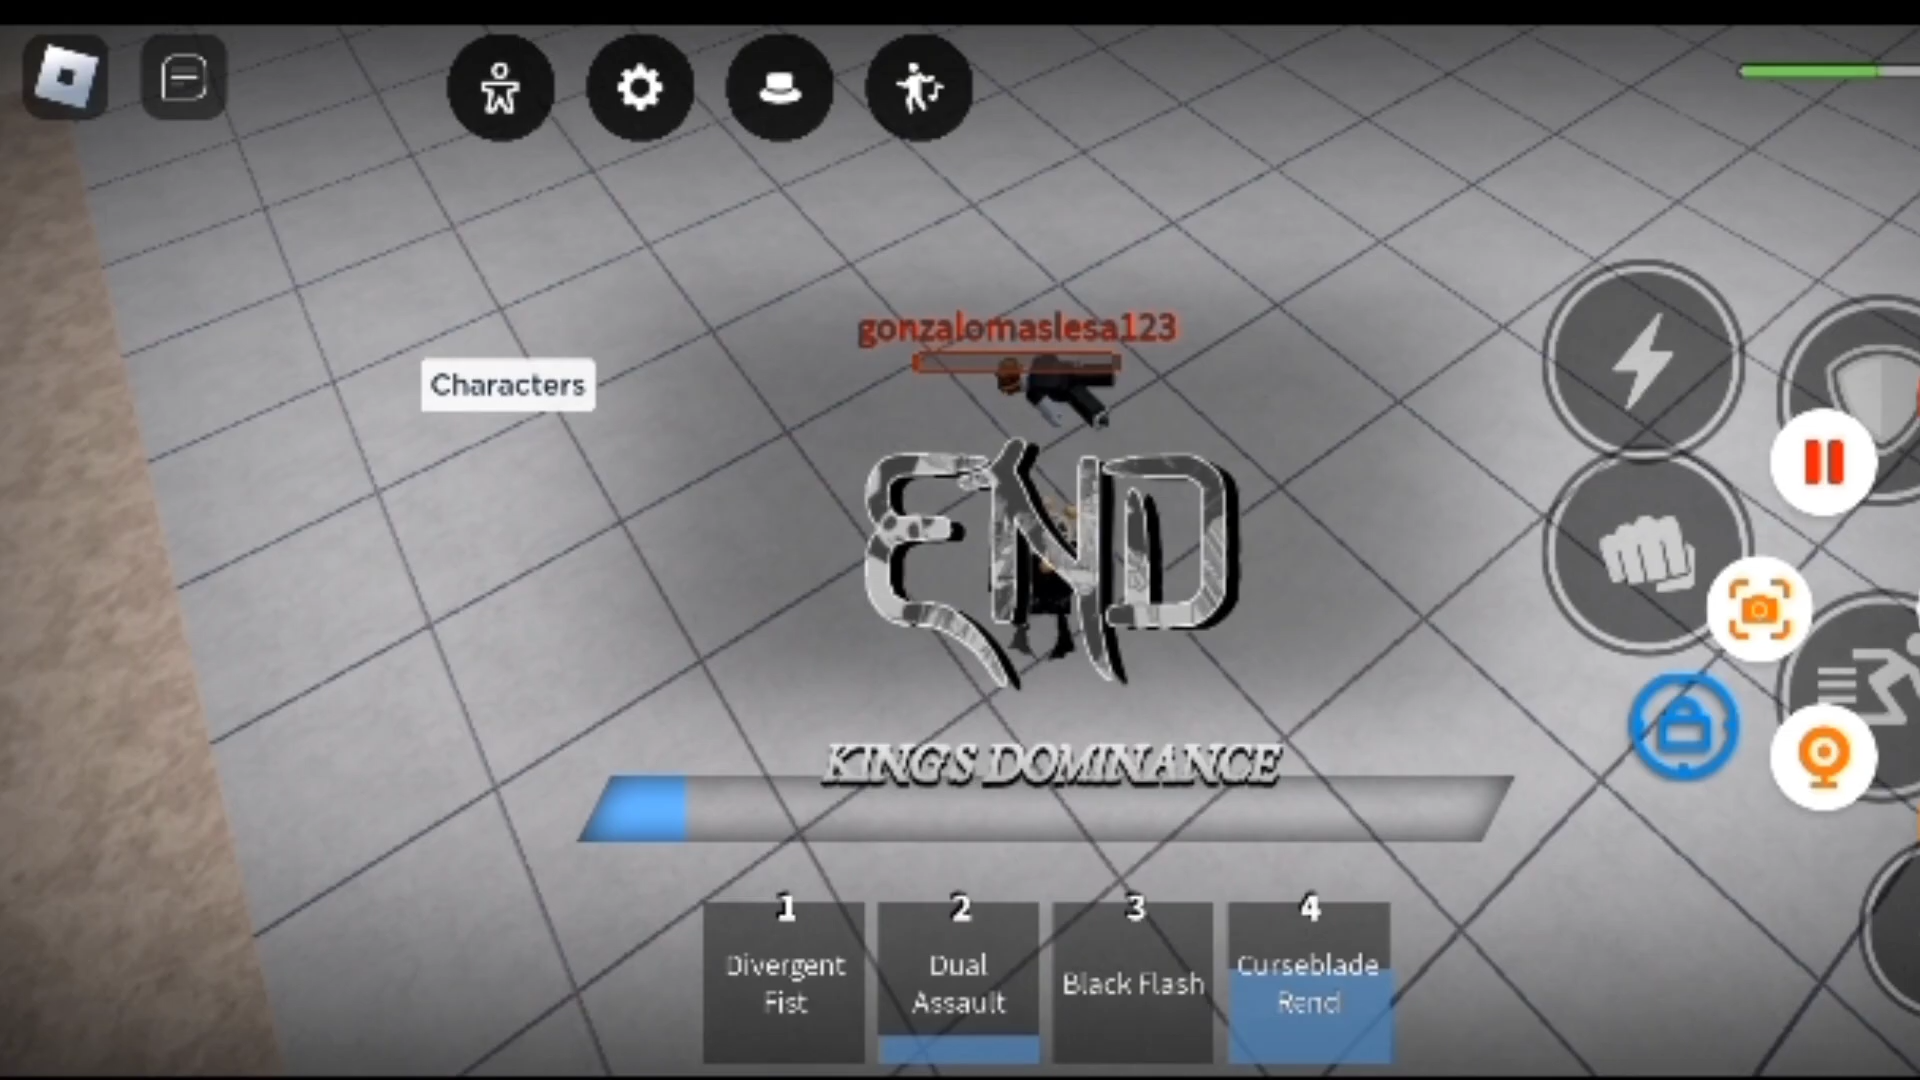 gonzalomaslesa123
Characters
END
KING'S DOMINANCE
1
2
3
4
Divergent
Fist
Dual
Assault
Black Flash
Curseblade
Rend